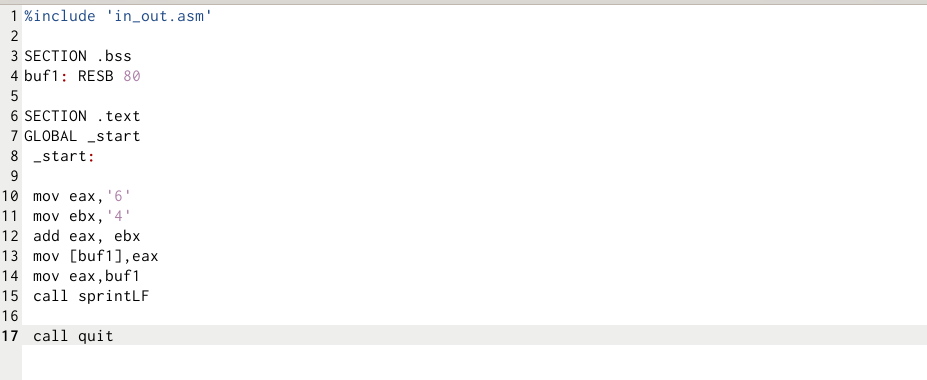 1 %include 'in_out.asm'
2
3 SECTION .bss
4 buf1: RESB 80
5
6 SECTION .text
7 GLOBAL _start
8 _start:
9
10 mov eax,'6'
11 mov ebx,'4'
12 add eax, ebx
13 mov [buf1],eax
14 mov eax,buf1
15 call sprintLF
16
17 call quit